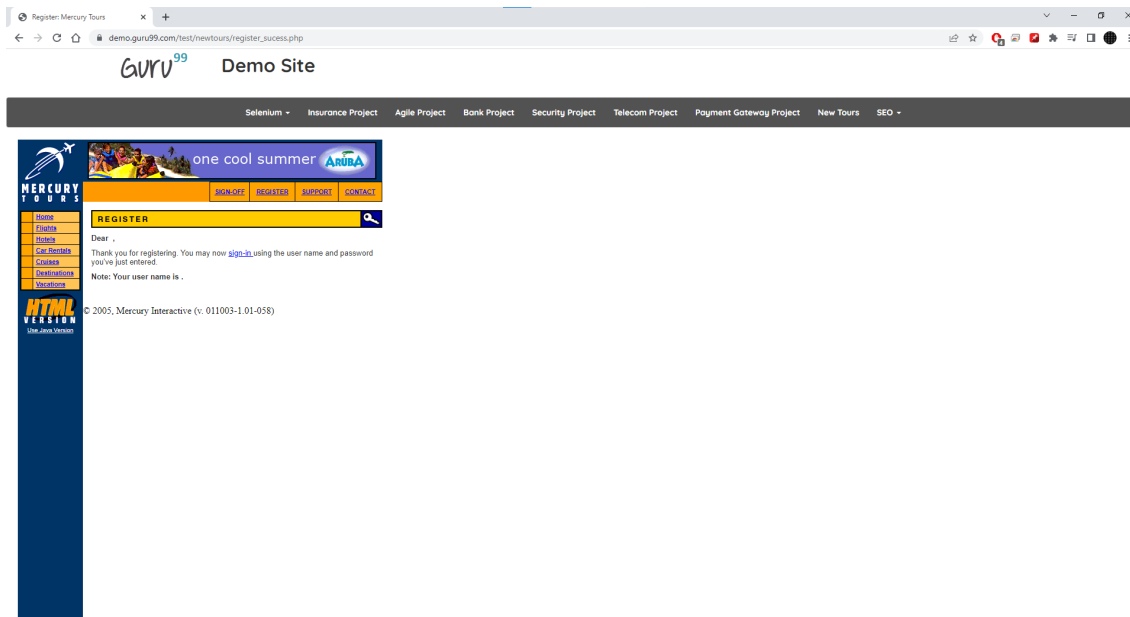 Register: Mercury Tours
demo.guru99.com/test/newtours/register_sucess.php
Guru99 Demo Site
Selenium Insurance Project Agile Project Bank Project Security Project Telecom Project Payment Gateway Project New Tours SEO
MERCURY
TOURS
one cool summer ARUBA
SIGN-OFF REGISTER SUPPORT CONTACT
Home
Flights
Hotels
Car Rentals
Cruises
Destinations
Vacations
HTML
VERSION
Use Java Version
REGISTER
Dear ,
Thank you for registering. You may now sign-in using the user name and password
you've just entered.
Note: Your user name is .
© 2005, Mercury Interactive (v. 011003-1.01-058)